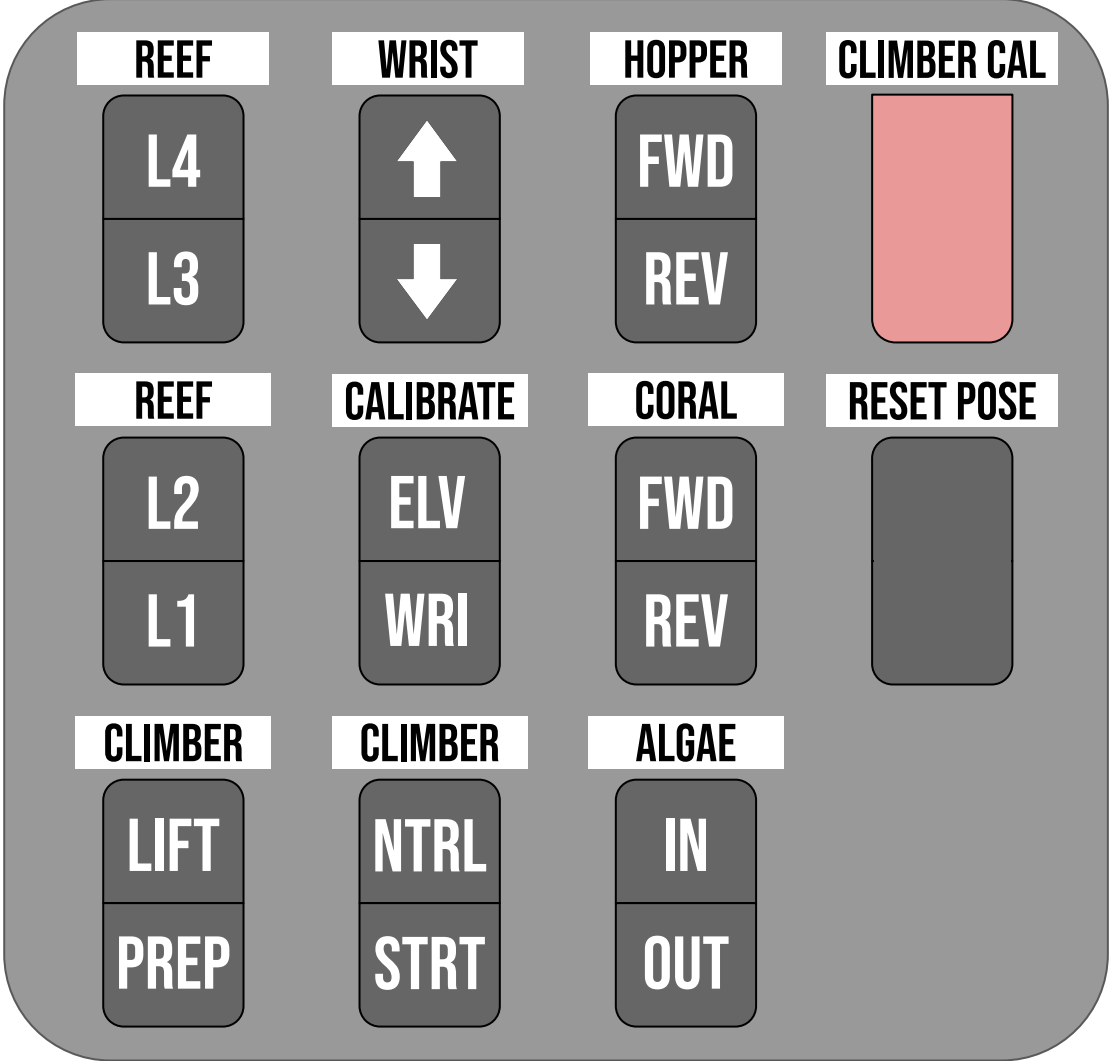 REEF
WRIST
HOPPER
CLIMBER CAL
L4
FWD
L3
REV
REEF
CALIBRATE
CORAL
RESET POSE
L2
ELV
FWD
L1
WRI
REV
CLIMBER
CLIMBER
ALGAE
LIFT
NTRL
IN
PREP
STRT
OUT